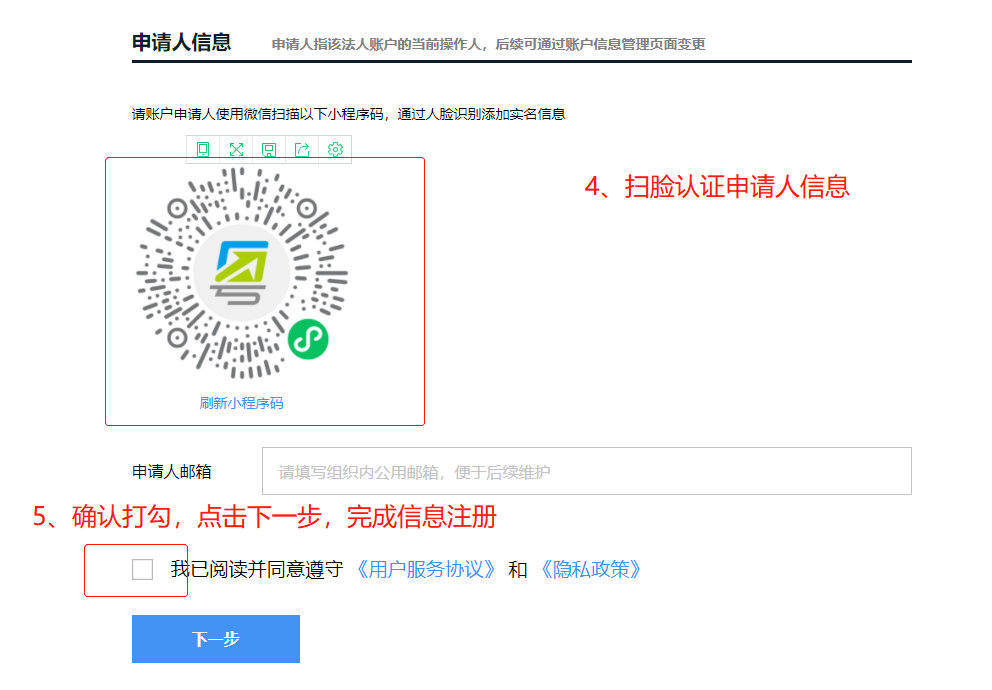 申请人信息 申请人指该法人账户的当前操作人，后续可通过账户信息管理页面变更
请账户申请人使用微信扫描以下小程序码，通过人脸识别添加实名信息
4、扫脸认证申请人信息
刷新小程序码
申请人邮箱 请填写组织内公用邮箱，便于后续维护
5、确认打勾，点击下一步，完成信息注册
我已阅读并同意遵守《用户服务协议》和《隐私政策》
下一步